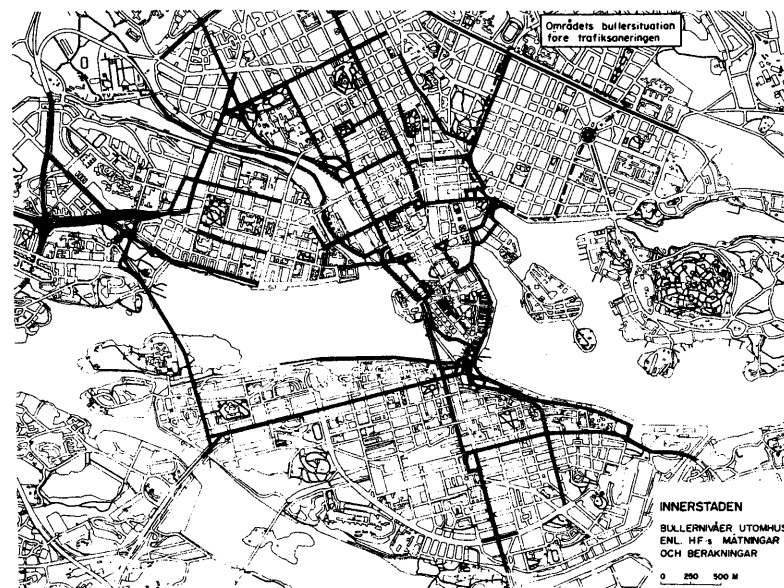 Områdets bullersituation
före trafiksaneringen
INNERSTADEN
BULLERNIVÅER UTOMHUS
ENL. HF:s MÄTNINGAR
OCH BERÄKNINGAR
0 250 500 M